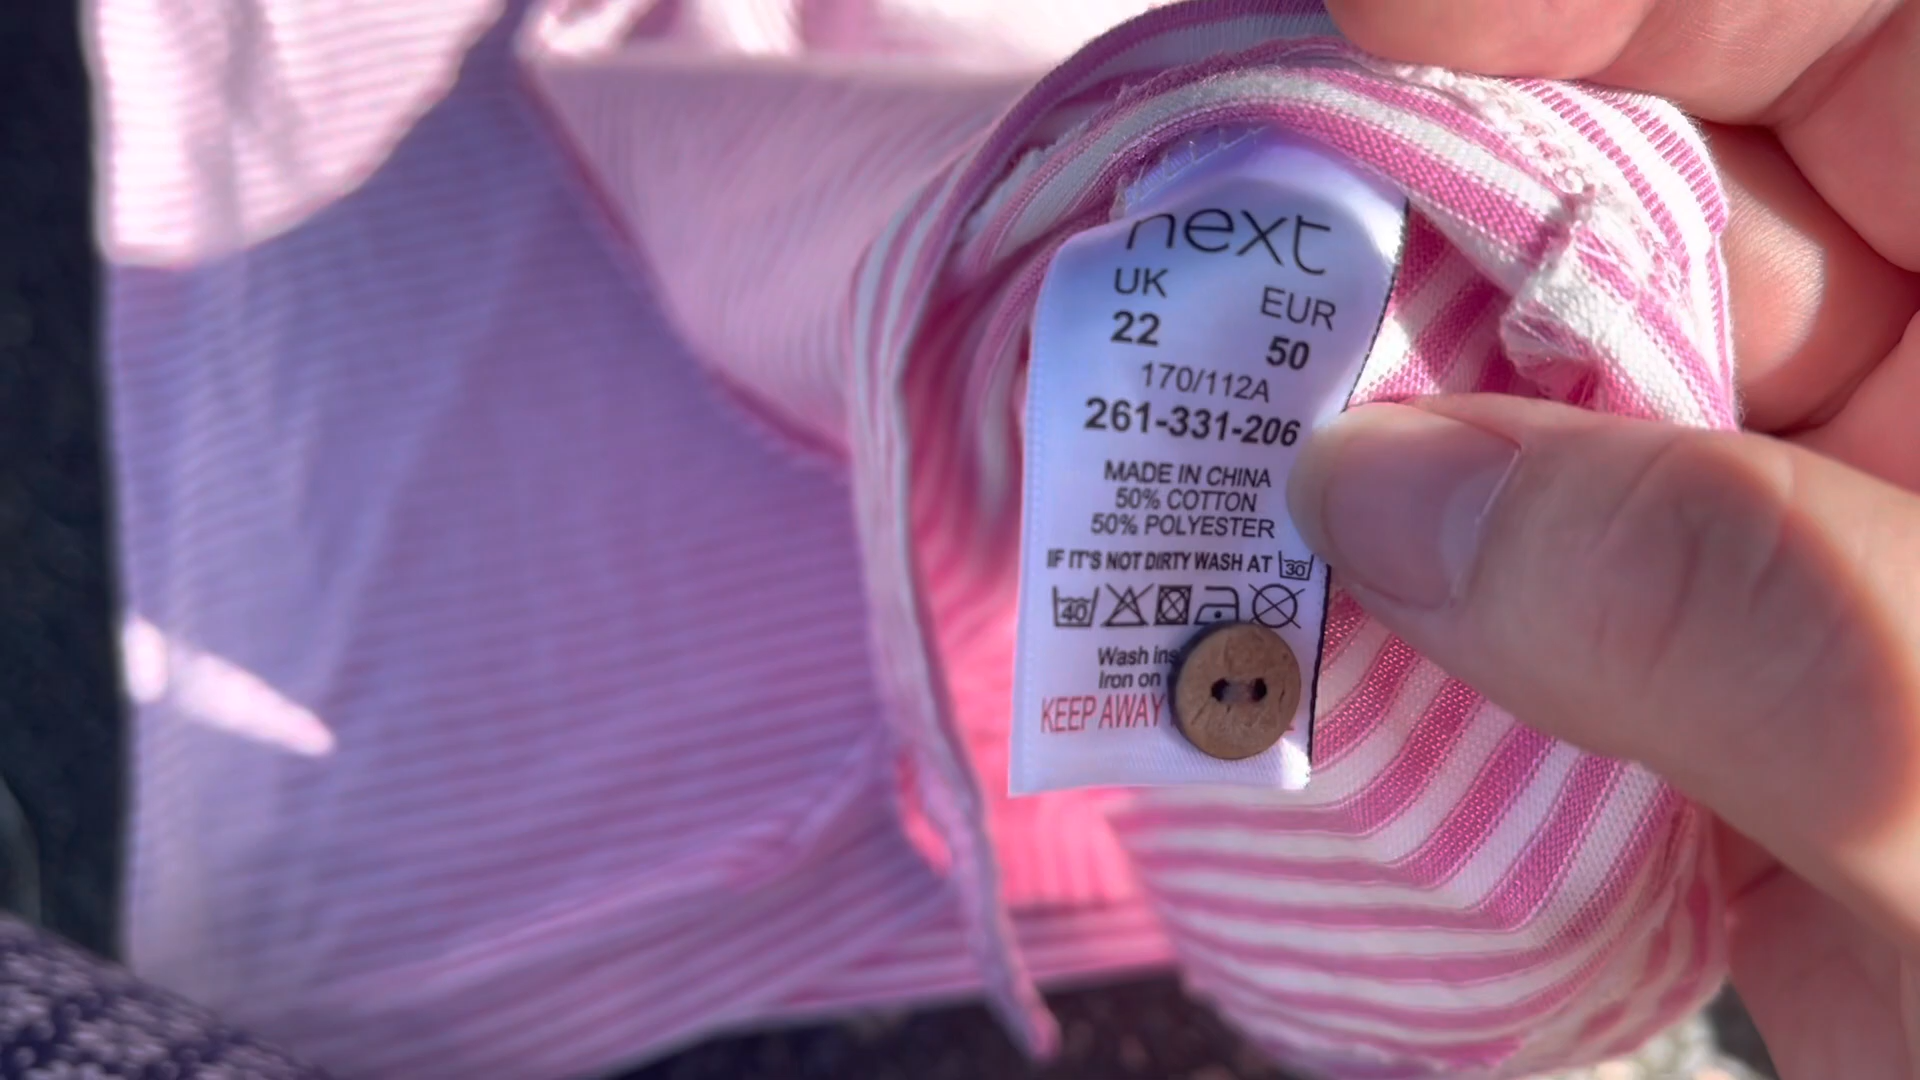 next
UK EUR
22 50
170/112A
261-331-206
MADE IN CHINA
50% COTTON
50% POLYESTER
IF IT'S NOT DIRTY WASH AT 30
40
Wash
Iron on
KEEP AWAY